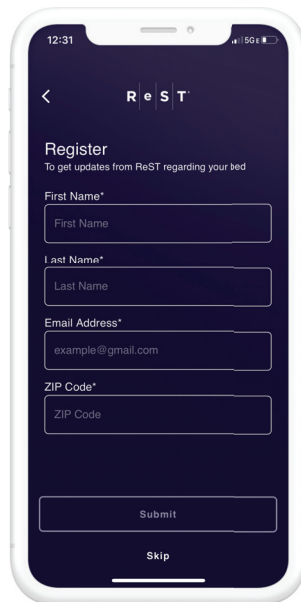 12:31
5G E
R|e|S|T
Register
To get updates from ReST regarding your bed
First Name*
First Name
Last Name*
Last Name
Email Address*
example@gmail.com
ZIP Code*
ZIP Code
Submit
Skip